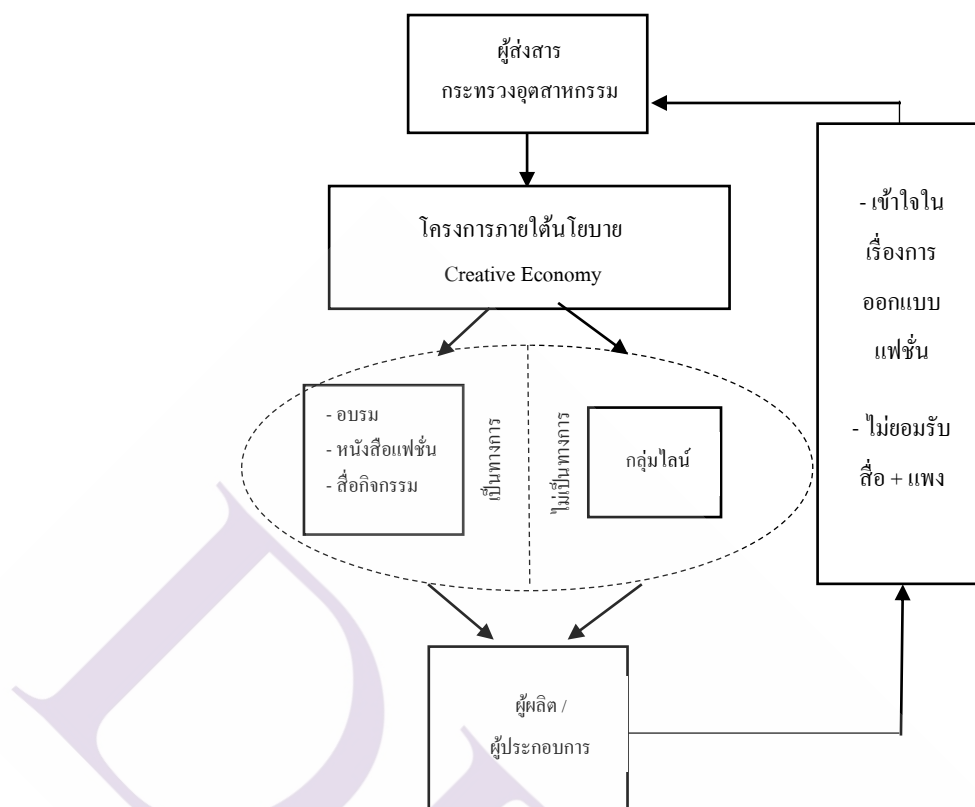 ผู้ส่งสาร
กระทรวงอุตสาหกรรม
โครงการภายใต้นโยบาย
Creative Economy
- อบรม
- หนังสือแฟชั่น
- สื่อกิจกรรม
เป็นทางการ
ไม่เป็นทางการ
กลุ่มไลน์
ผู้ผลิต /
ผู้ประกอบการ
- เข้าใจใน
เรื่องการ
ออกแบบ
แฟชั่น
- ไม่ยอมรับ
สื่อ + แพง